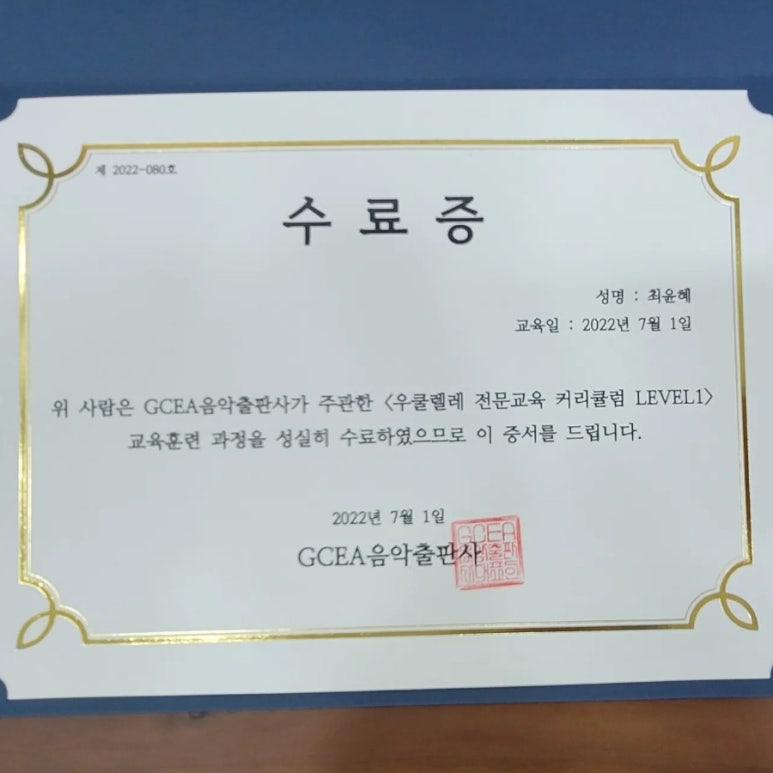 제 2022-080호
수료증
성명 : 최윤혜
교육일 : 2022년 7월 1일
위 사람은 GCEA음악출판사가 주관한 <우쿨렐레 전문교육 커리큘럼 LEVEL1>
교육훈련 과정을 성실히 수료하였으므로 이 증서를 드립니다.
2022년 7월 1일
GCEA음악출판사
GCEA